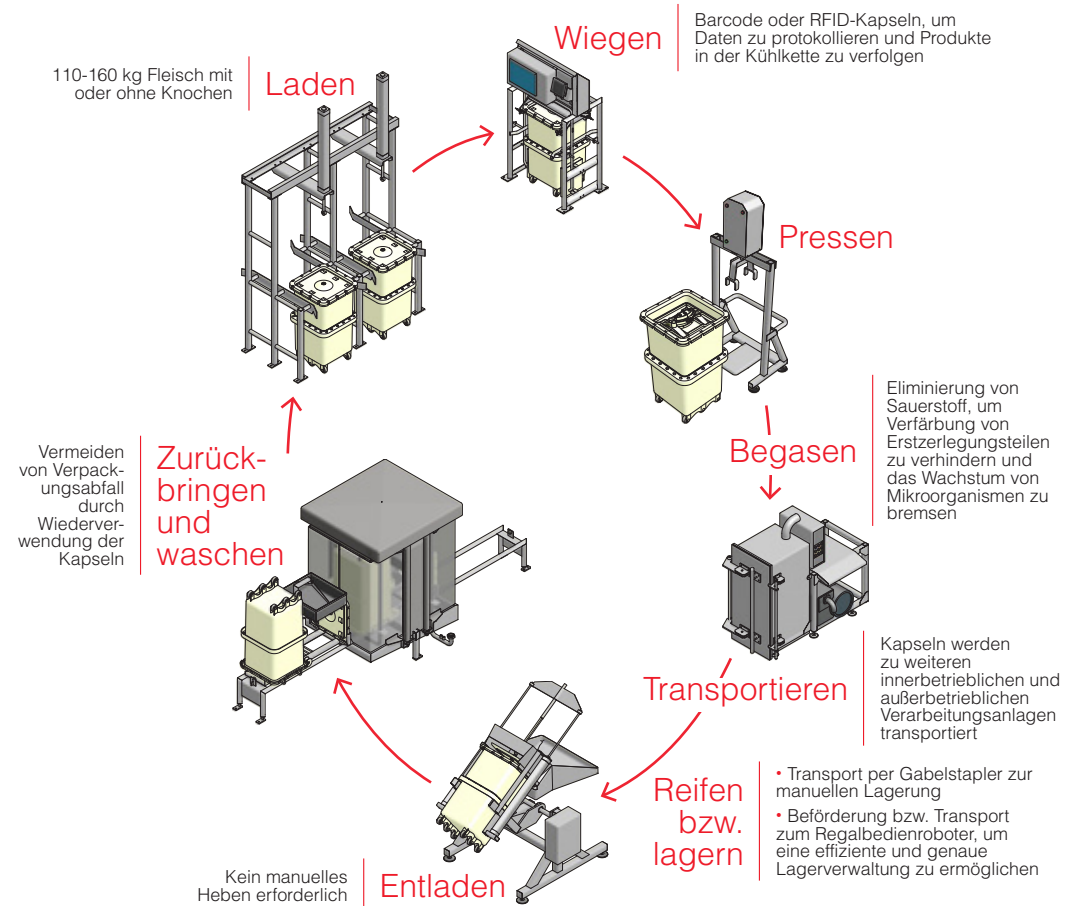 110-160 kg Fleisch mit
oder ohne Knochen
Laden
Wiegen
Barcode oder RFID-Kapseln, um
Daten zu protokollieren und Produkte
in der Kühlkette zu verfolgen
Pressen
Begasen
Eliminierung von
Sauerstoff, um
Verfärbung von
Erstzerlegungsteilen
zu verhindern und
das Wachstum von
Mikroorganismen zu
bremsen
Transportieren
Kapseln werden
zu weiteren
innerbetrieblichen und
außerbetrieblichen
Verarbeitungsanlagen
transportiert
Reifen
bzw.
lagern
• Transport per Gabelstapler zur
manuellen Lagerung
• Beförderung bzw. Transport
zum Regalbedienroboter, um
eine effiziente und genaue
Lagerverwaltung zu ermöglichen
Kein manuelles
Heben erforderlich
Entladen
Vermeiden
von Verpack-
ungsabfall
durch
Wiederver-
wendung der
Kapseln
Zurück-
bringen
und
waschen